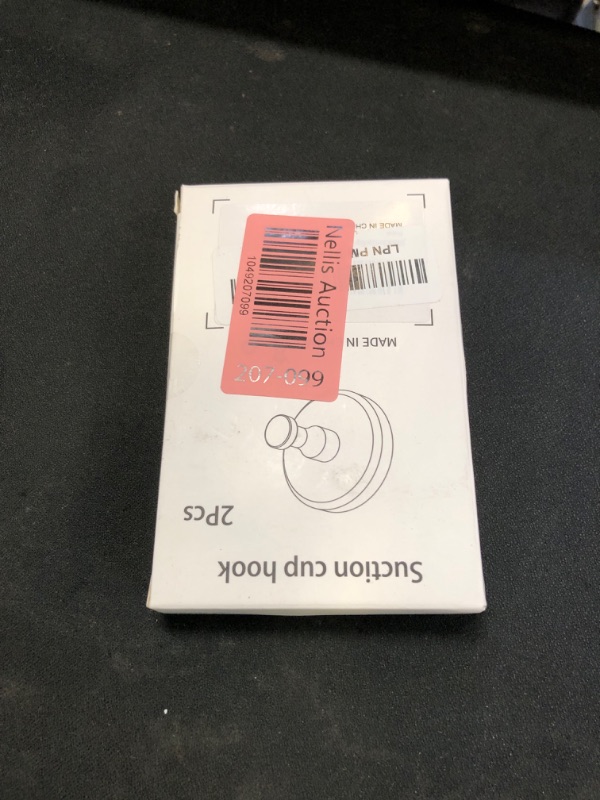 Suction cup hook
2Pcs
MADE IN
LPN PM
MADE IN CH
Nellis Auction
1049207099
207-099